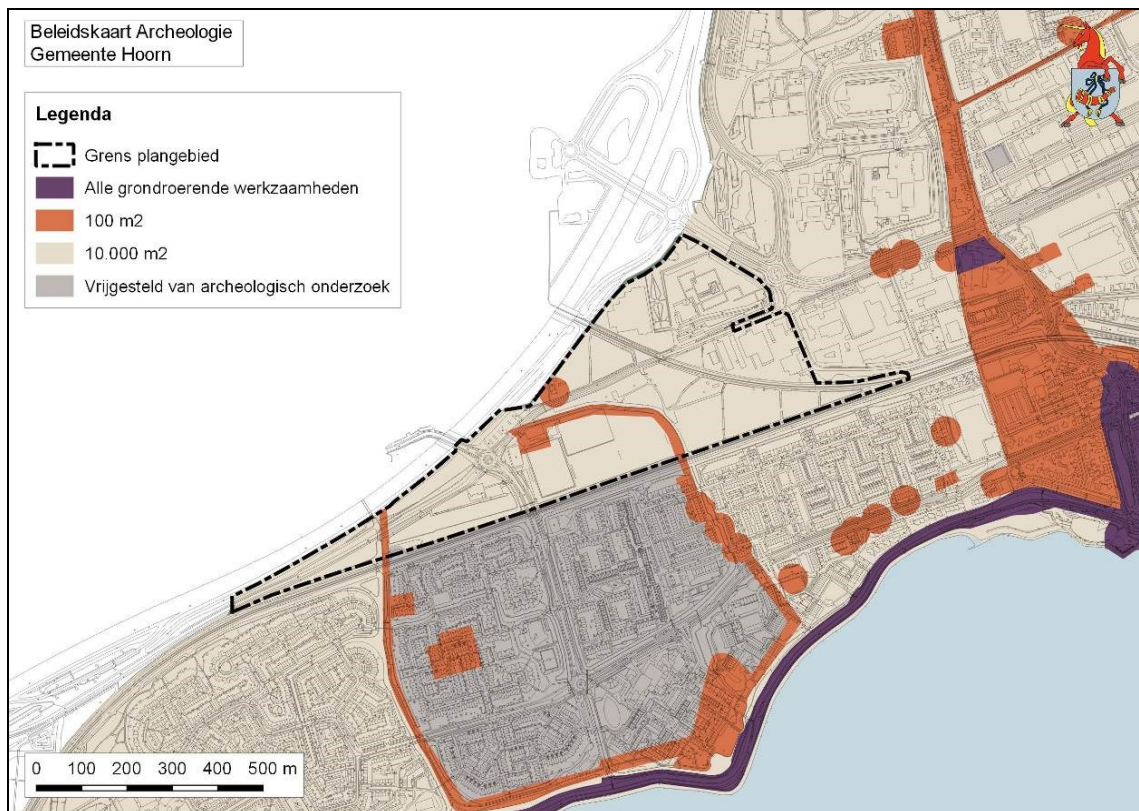 Beleidskaart Archeologie
Gemeente Hoorn
Legenda
Grens plangebied
Alle grondroerende werkzaamheden
100 m2
10.000 m2
Vrijgesteld van archeologisch onderzoek
0 100 200 300 400 500 m